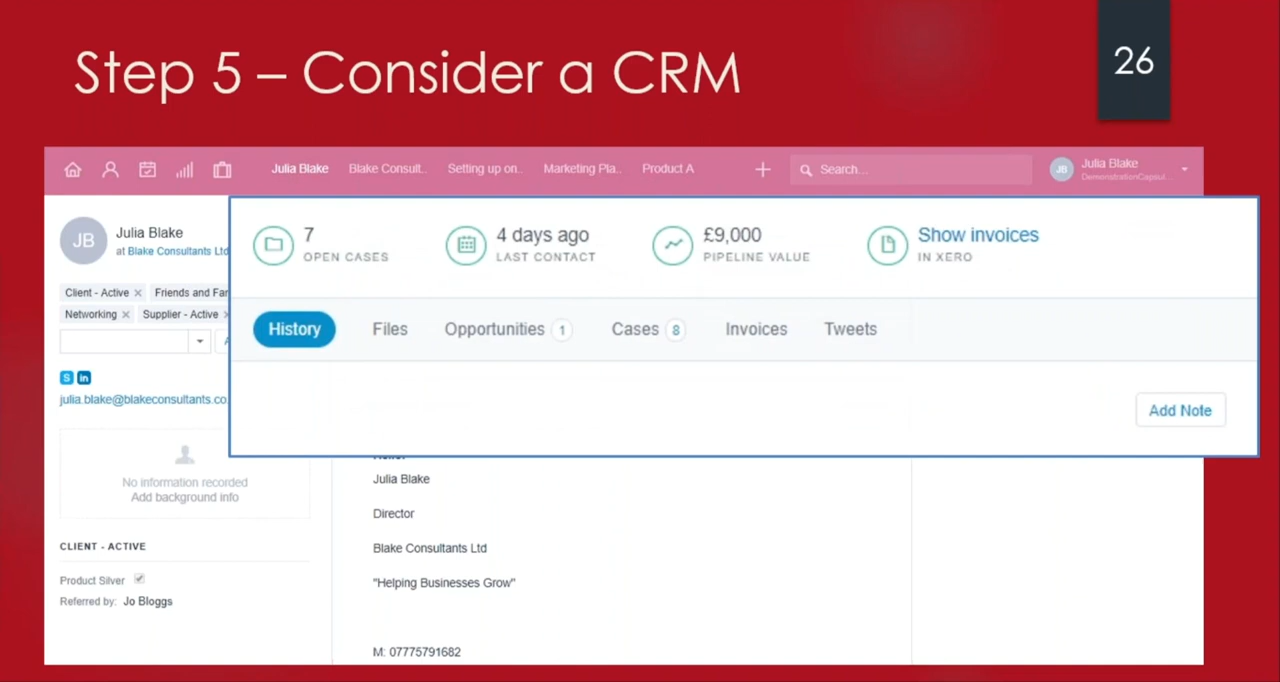 Step 5 – Consider a CRM
26
Julia Blake
Blake Consult..
Setting up on..
Marketing Pla..
Product A
Search...
JB
Julia Blake
DemonstrationCapsul...
JB
Julia Blake
at Blake Consultants Ltd
Client - Active
Friends and Far
Networking
Supplier - Active
julia.blake@blakeconsultants.co
No information recorded
Add background info
CLIENT - ACTIVE
Product Silver
Referred by: Jo Bloggs
7
OPEN CASES
4 days ago
LAST CONTACT
£9,000
PIPELINE VALUE
Show invoices
IN XERO
History
Files
Opportunities 1
Cases 8
Invoices
Tweets
Add Note
Julia Blake
Director
Blake Consultants Ltd
"Helping Businesses Grow"
M: 07775791682